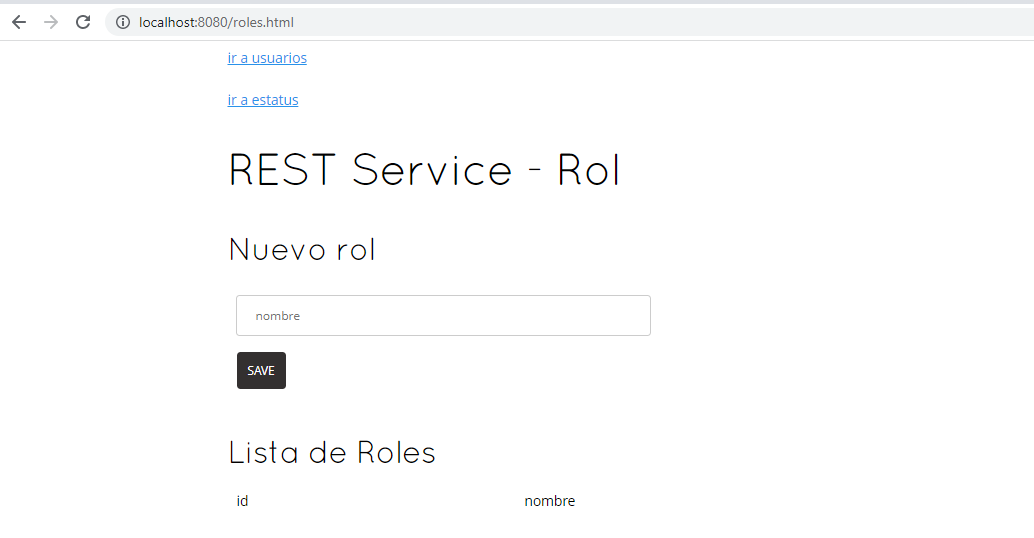 localhost:8080/roles.html
ir a usuarios
ir a estatus
REST Service - Rol
Nuevo rol
nombre
SAVE
Lista de Roles
id nombre